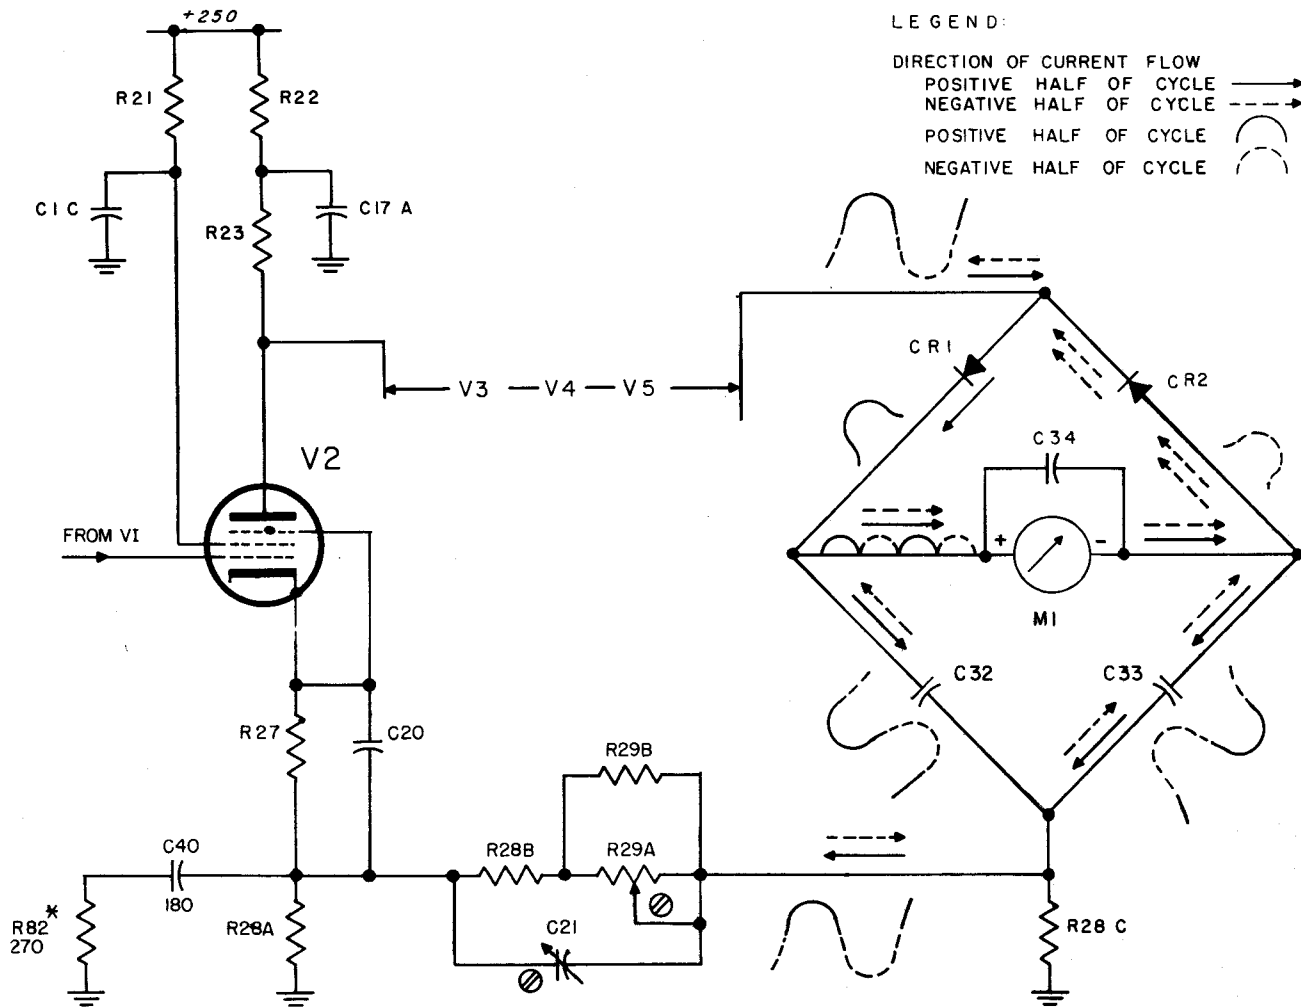 +250
LEGEND:
DIRECTION OF CURRENT FLOW
POSITIVE HALF OF CYCLE
NEGATIVE HALF OF CYCLE
POSITIVE HALF OF CYCLE
NEGATIVE HALF OF CYCLE
R21
R22
C1C
C17A
R23
CR1
CR2
V3 — V4 — V5
C34
V2
FROM V1
+
-
M1
C32
C33
R27
C20
R29B
C40
180
R28B
R29A
R82*
270
R28A
C21
R28C